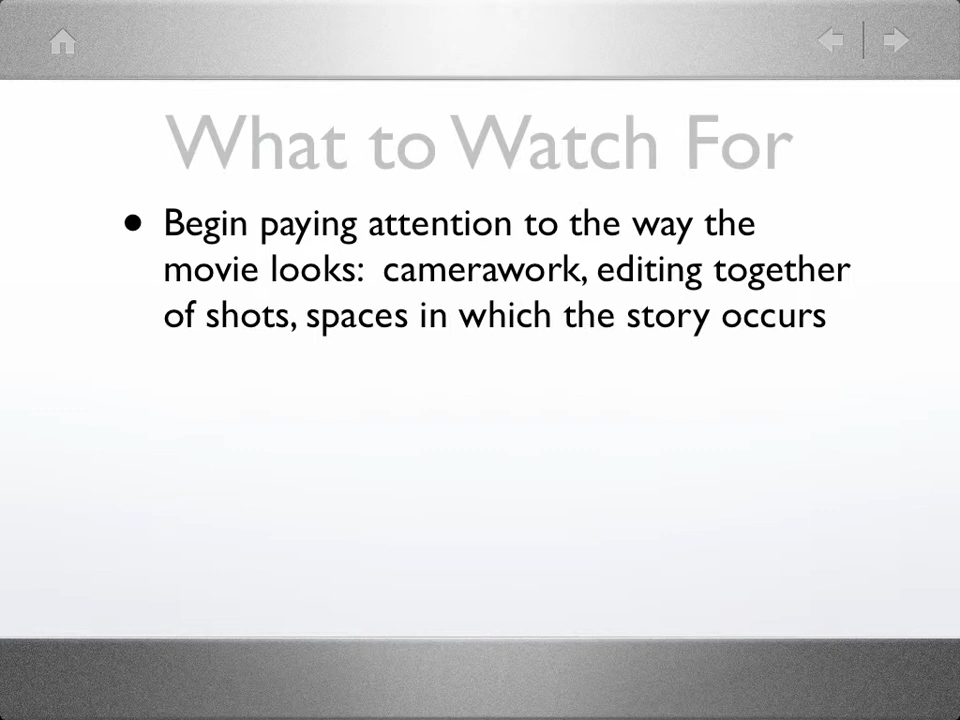 What to Watch For
• Begin paying attention to the way the
movie looks:  camerawork, editing together
of shots, spaces in which the story occurs